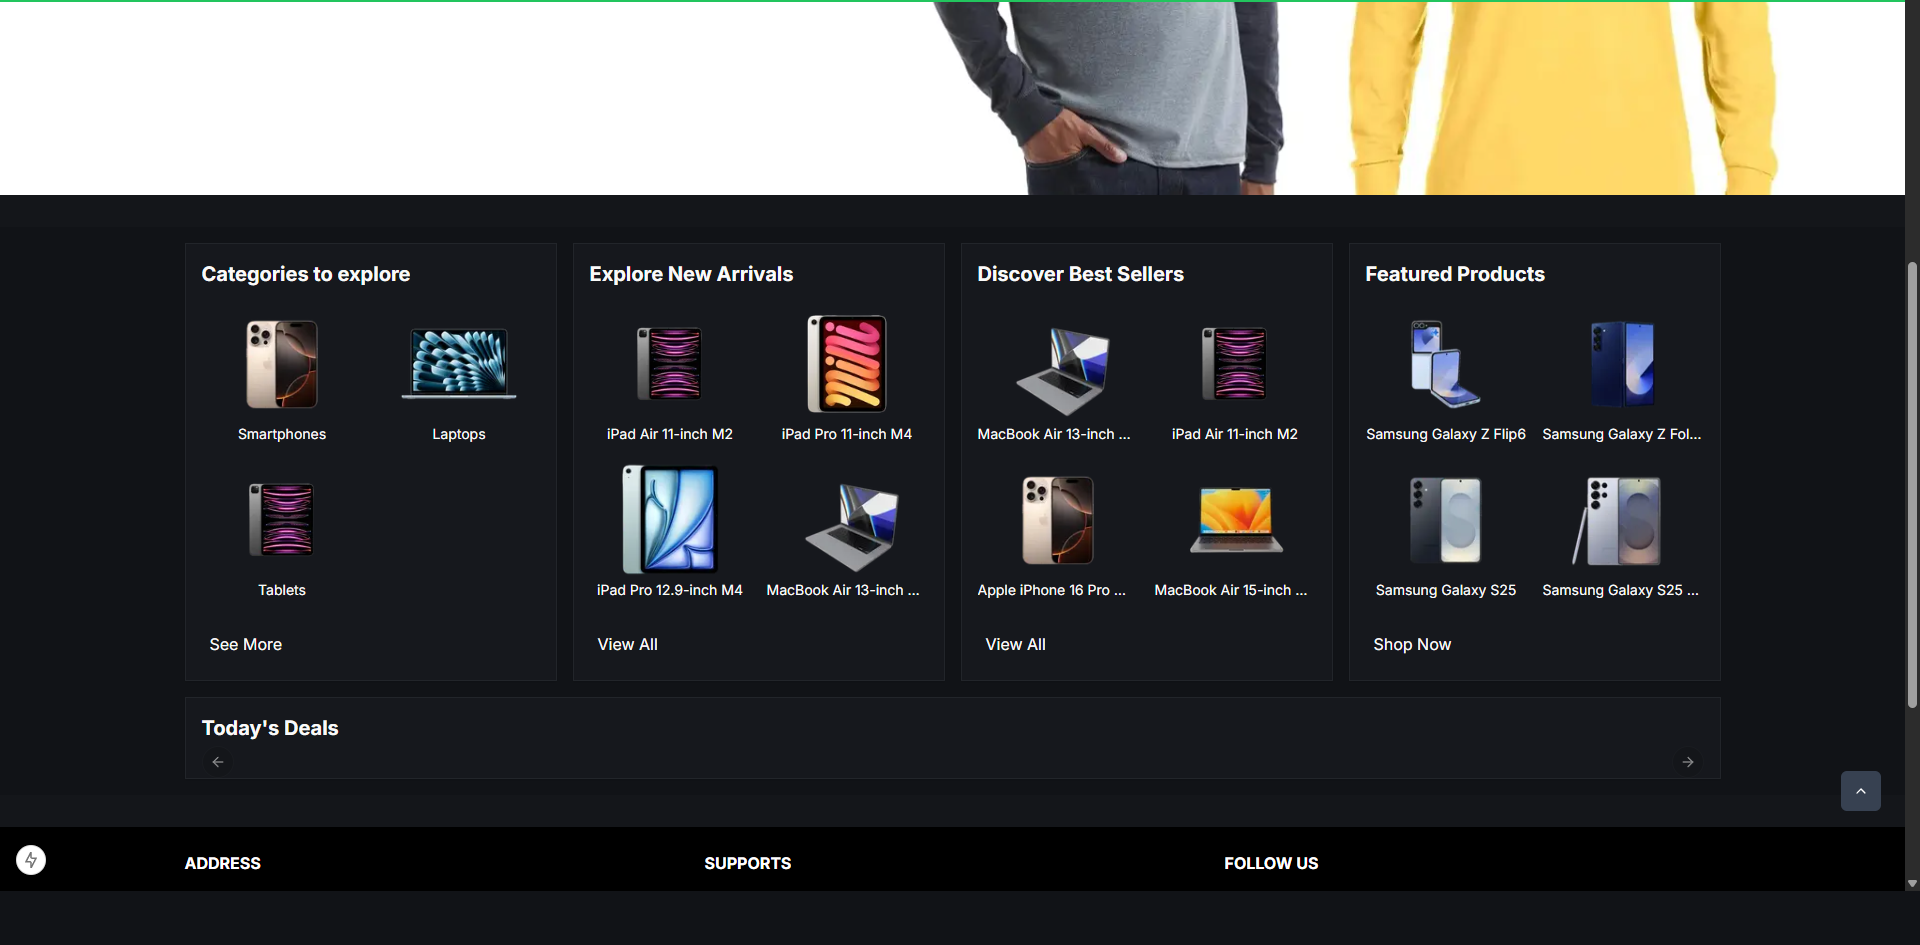 Categories to explore
Smartphones
Laptops
Tablets
See More
Explore New Arrivals
iPad Air 11-inch M2
iPad Pro 11-inch M4
iPad Pro 12.9-inch M4
MacBook Air 13-inch ...
View All
Discover Best Sellers
MacBook Air 13-inch ...
iPad Air 11-inch M2
Apple iPhone 16 Pro ...
MacBook Air 15-inch ...
View All
Featured Products
Samsung Galaxy Z Flip6
Samsung Galaxy Z Fol...
Samsung Galaxy S25
Samsung Galaxy S25 ...
Shop Now
Today's Deals
ADDRESS
SUPPORTS
FOLLOW US